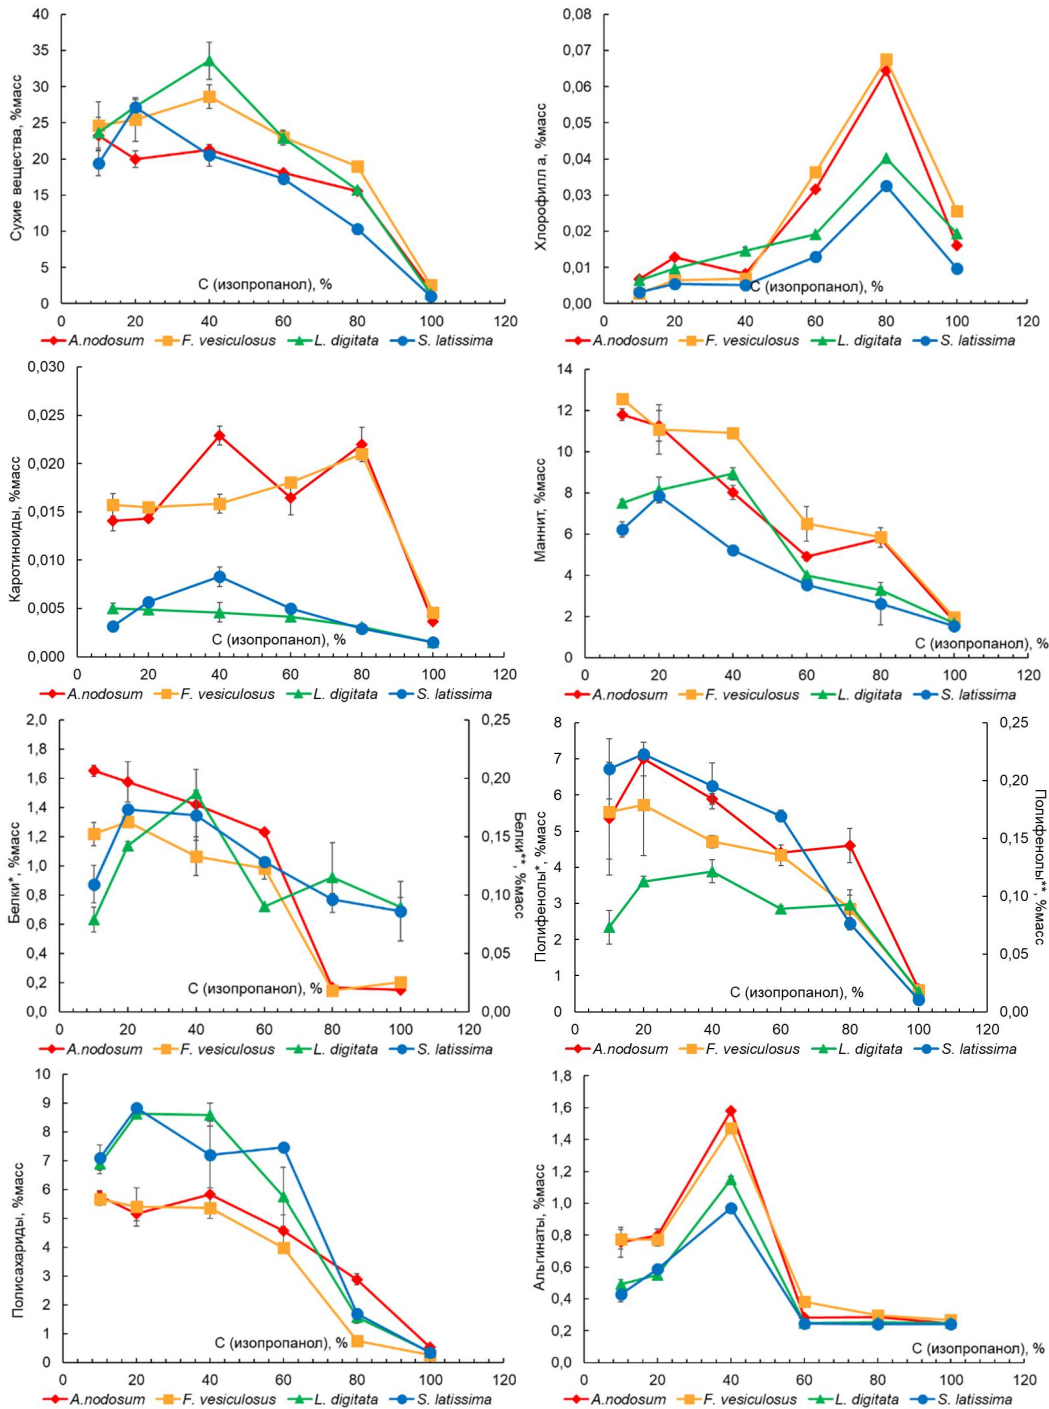 Сухие вещества, %масс
40
35
30
25
20
15
10
5
0
0 20 40 60 80 100 120
С (изопропанол), %
A.nodosum F. vesiculosus L. digitata S. latissima
Хлорофилл а, %масс
0,08
0,07
0,06
0,05
0,04
0,03
0,02
0,01
0,00
0 20 40 60 80 100 120
С (изопропанол), %
A.nodosum F. vesiculosus L. digitata S. latissima
Каротиноиды, %масс
0,030
0,025
0,020
0,015
0,010
0,005
0,000
0 20 40 60 80 100 120
С (изопропанол), %
A.nodosum F. vesiculosus L. digitata S. latissima
Маннит, %масс
14
12
10
8
6
4
2
0
0 20 40 60 80 100 120
С (изопропанол), %
A.nodosum F. vesiculosus L. digitata S. latissima
Белки*, %масс
2,0
1,8
1,6
1,4
1,2
1,0
0,8
0,6
0,4
0,2
0,0
0 20 40 60 80 100 120
С (изопропанол), %
0,25
0,20
0,15
0,10
0,05
0,00
Белки**, %масс
A.nodosum F. vesiculosus L. digitata S. latissima
Полифенолы*, %масс
8
7
6
5
4
3
2
1
0
0 20 40 60 80 100 120
С (изопропанол), %
0,25
0,20
0,15
0,10
0,05
0,00
Полифенолы**, %масс
A.nodosum F. vesiculosus L. digitata S. latissima
Полисахариды, %масс
10
9
8
7
6
5
4
3
2
1
0
0 20 40 60 80 100 120
С (изопропанол), %
A.nodosum F. vesiculosus L. digitata S. latissima
Альгинаты, %масс
1,8
1,6
1,4
1,2
1,0
0,8
0,6
0,4
0,2
0,0
0 20 40 60 80 100 120
С (изопропанол), %
A.nodosum F. vesiculosus L. digitata S. latissima